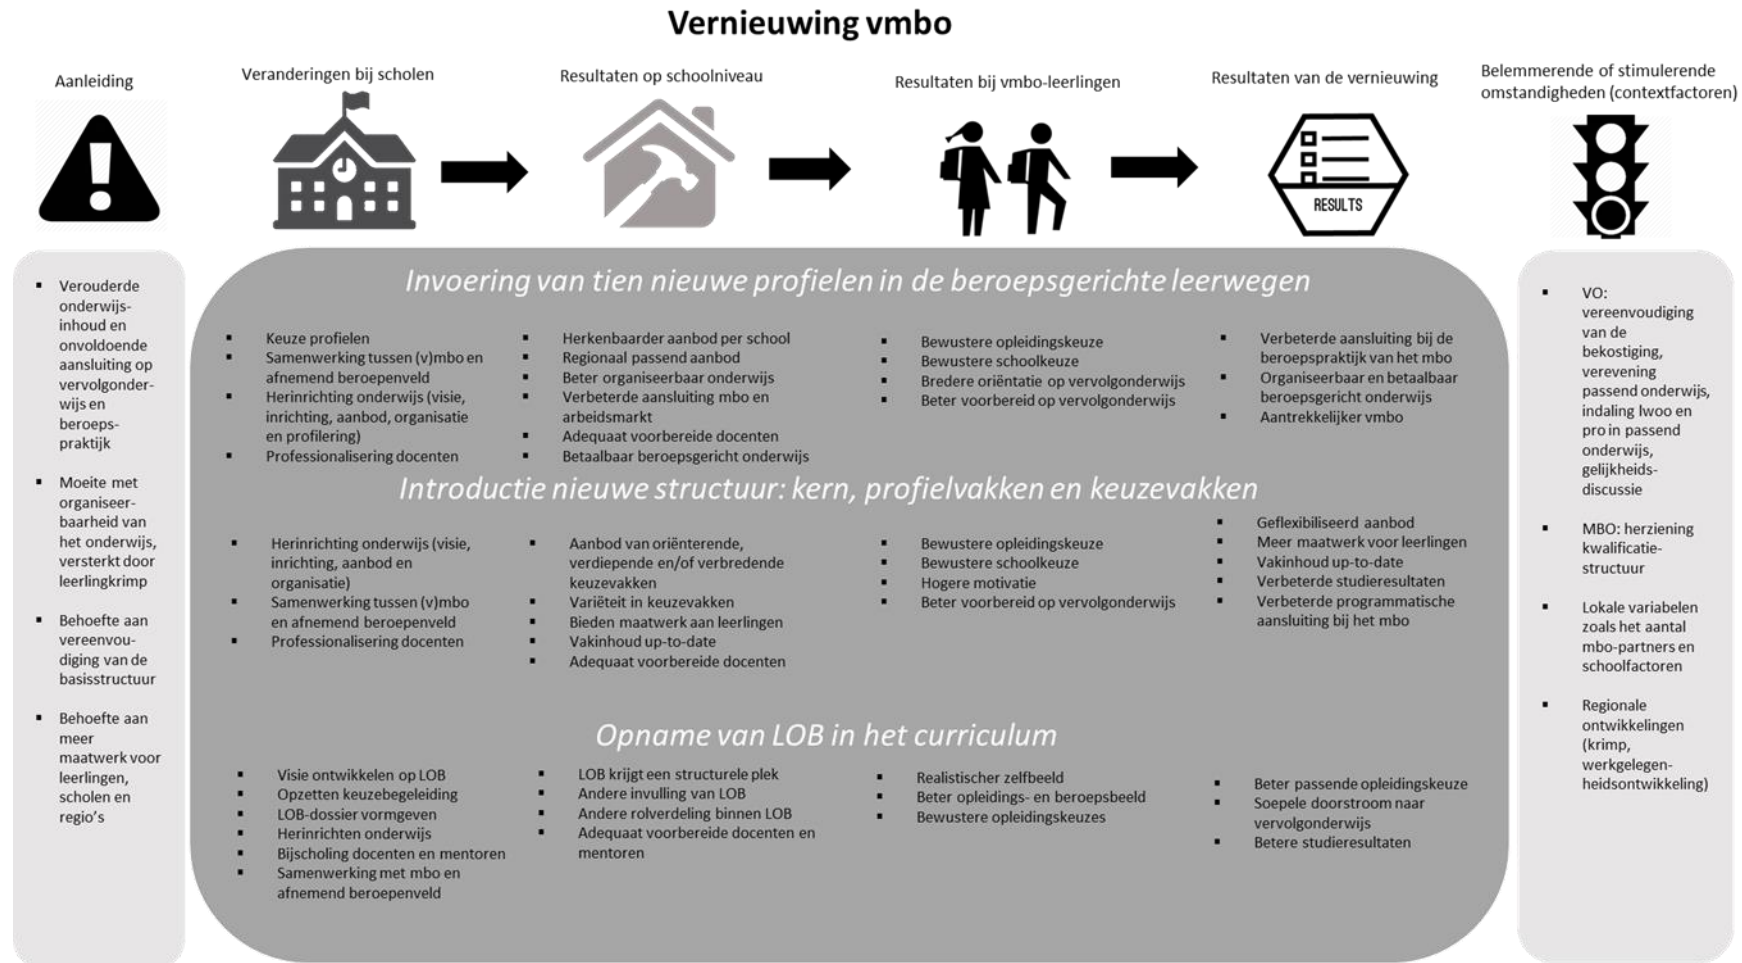 Vernieuwing vmbo
Aanleiding
Veranderingen bij scholen
Resultaten op schoolniveau
Resultaten bij vmbo-leerlingen
Resultaten van de vernieuwing
Belemmerende of stimulerende
omstandigheden (contextfactoren)
RESULTS
▪ Verouderde
onderwijs-
inhoud en
onvoldoende
aansluiting op
vervolgonder-
wijs en
beroeps-
praktijk
▪ Moeite met
organiseer-
baarheid van
het onderwijs,
versterkt door
leerlingkrimp
▪ Behoefte aan
vereenvou-
diging van de
basisstructuur
▪ Behoefte aan
meer
maatwerk voor
leerlingen,
scholen en
regio's
Invoering van tien nieuwe profielen in de beroepsgerichte leerwegen
▪ Keuze profielen
▪ Samenwerking tussen (v)mbo en
afnemend beroepenveld
▪ Herinrichting onderwijs (visie,
inrichting, aanbod, organisatie
en profilering)
▪ Professionalisering docenten
▪ Herkenbaarder aanbod per school
▪ Regionaal passend aanbod
▪ Beter organiseerbaar onderwijs
▪ Verbeterde aansluiting mbo en
arbeidsmarkt
▪ Adequaat voorbereide docenten
▪ Betaalbaar beroepsgericht onderwijs
▪ Bewustere opleidingskeuze
▪ Bewustere schoolkeuze
▪ Bredere oriëntatie op vervolgonderwijs
▪ Beter voorbereid op vervolgonderwijs
▪ Verbeterde aansluiting bij de
beroepspraktijk van het mbo
▪ Organiseerbaar en betaalbaar
beroepsgericht onderwijs
▪ Aantrekkelijker vmbo
Introductie nieuwe structuur: kern, profielvakken en keuzevakken
▪ Herinrichting onderwijs (visie,
inrichting, aanbod en
organisatie)
▪ Samenwerking tussen (v)mbo
en afnemend beroepenveld
▪ Professionalisering docenten
▪ Aanbod van oriënterende,
verdiepende en/of verbredende
keuzevakken
▪ Variëteit in keuzevakken
▪ Bieden maatwerk aan leerlingen
▪ Vakinhoud up-to-date
▪ Adequaat voorbereide docenten
▪ Bewustere opleidingskeuze
▪ Bewustere schoolkeuze
▪ Hogere motivatie
▪ Beter voorbereid op vervolgonderwijs
▪ Geflexibiliseerd aanbod
▪ Meer maatwerk voor leerlingen
▪ Vakinhoud up-to-date
▪ Verbeterde studieresultaten
▪ Verbeterde programmatische
aansluiting bij het mbo
Opname van LOB in het curriculum
▪ Visie ontwikkelen op LOB
▪ Opzetten keuzebegeleiding
▪ LOB-dossier vormgeven
▪ Herinrichten onderwijs
▪ Bijscholing docenten en mentoren
▪ Samenwerking met mbo en
afnemend beroepenveld
▪ LOB krijgt een structurele plek
▪ Andere invulling van LOB
▪ Andere rolverdeling binnen LOB
▪ Adequaat voorbereide docenten en
mentoren
▪ Realistischer zelfbeeld
▪ Beter opleidings- en beroepsbeeld
▪ Bewustere opleidingskeuzes
▪ Beter passende opleidingskeuze
▪ Soepele doorstroom naar
vervolgonderwijs
▪ Betere studieresultaten
▪ VO:
vereenvoudiging
van de
bekostiging,
verevening
passend onderwijs,
indaling lwoo en
pro in passend
onderwijs,
gelijkheids-
discussie
▪ MBO: herziening
kwalificatie-
structuur
▪ Lokale variabelen
zoals het aantal
mbo-partners en
schoolfactoren
▪ Regionale
ontwikkelingen
(krimp,
werkgelegen-
heidsontwikkeling)